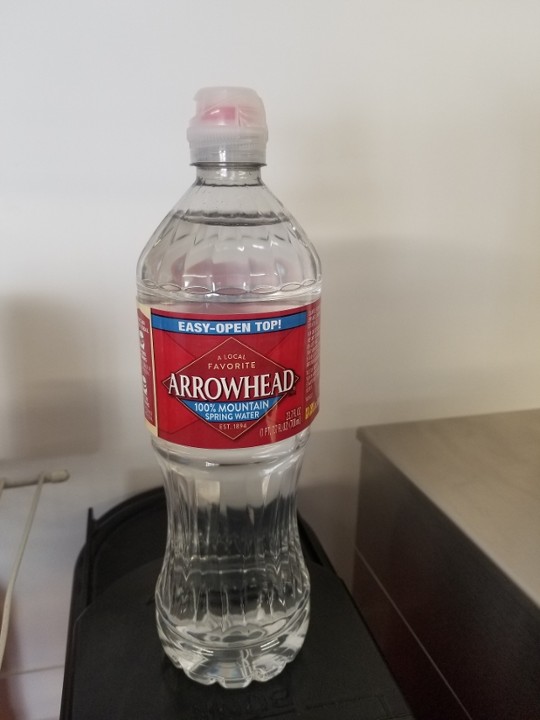 EASY-OPEN TOP!
A LOCAL
FAVORITE
ARROWHEAD
100% MOUNTAIN
SPRING WATER
EST. 1894